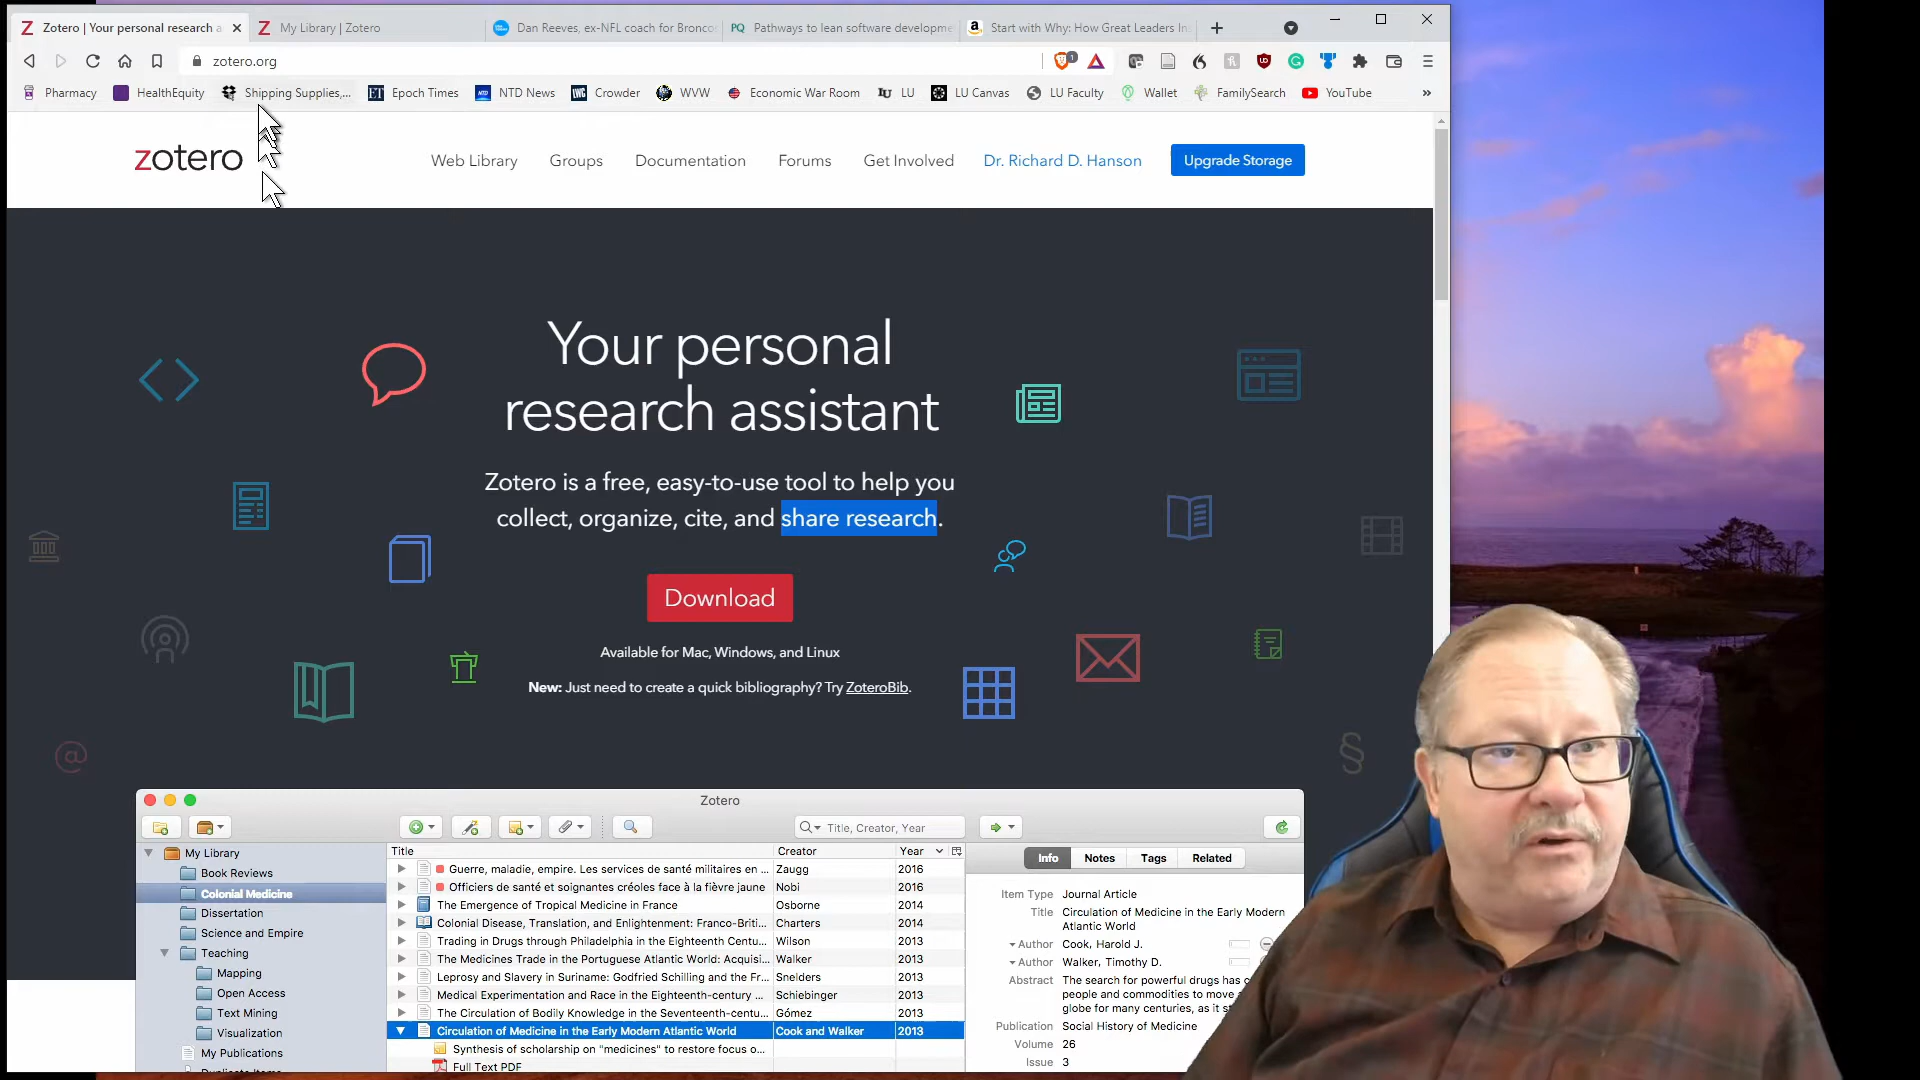 Zotero | Your personal research a
My Library | Zotero
Dan Reeves, ex-NFL coach for Bronco
PQ Pathways to lean software developme
Start with Why: How Great Leaders In
zotero.org
Pharmacy
HealthEquity
Shipping Supplies,...
ET Epoch Times
NTD NTD News
LWC Crowder
WVW
Economic War Room
LU LU
LU Canvas
LU Faculty
Wallet
FamilySearch
YouTube
zotero
Web Library
Groups
Documentation
Forums
Get Involved
Dr. Richard D. Hanson
Upgrade Storage
Your personal
research assistant
Zotero is a free, easy-to-use tool to help you
collect, organize, cite, and share research.
Download
Available for Mac, Windows, and Linux
New: Just need to create a quick bibliography? Try ZoteroBib.
Zotero
Title, Creator, Year
My Library
Book Reviews
Colonial Medicine
Dissertation
Science and Empire
Teaching
Mapping
Open Access
Text Mining
Visualization
My Publications
Title Creator Year
Guerre, maladie, empire. Les services de santé militaires en ... Zaugg 2016
Officiers de santé et soignantes créoles face à la fièvre jaune Nobi 2016
The Emergence of Tropical Medicine in France Osborne 2014
Colonial Disease, Translation, and Enlightenment: Franco-Briti... Charters 2014
Trading in Drugs through Philadelphia in the Eighteenth Centu... Wilson 2013
The Medicines Trade in the Portuguese Atlantic World: Acquisi... Walker 2013
Leprosy and Slavery in Suriname: Godfried Schilling and the Fr... Snelders 2013
Medical Experimentation and Race in the Eighteenth-century ... Schiebinger 2013
The Circulation of Bodily Knowledge in the Seventeenth-centu... Gómez 2013
Circulation of Medicine in the Early Modern Atlantic World Cook and Walker 2013
Synthesis of scholarship on "medicines" to restore focus o...
Full Text PDF
Info Notes Tags Related
Item Type Journal Article
Title Circulation of Medicine in the Early Modern
Atlantic World
Author Cook, Harold J.
Author Walker, Timothy D.
Abstract The search for powerful drugs has c
people and commodities to move
globe for many centuries, as it s
Publication Social History of Medicine
Volume 26
Issue 3